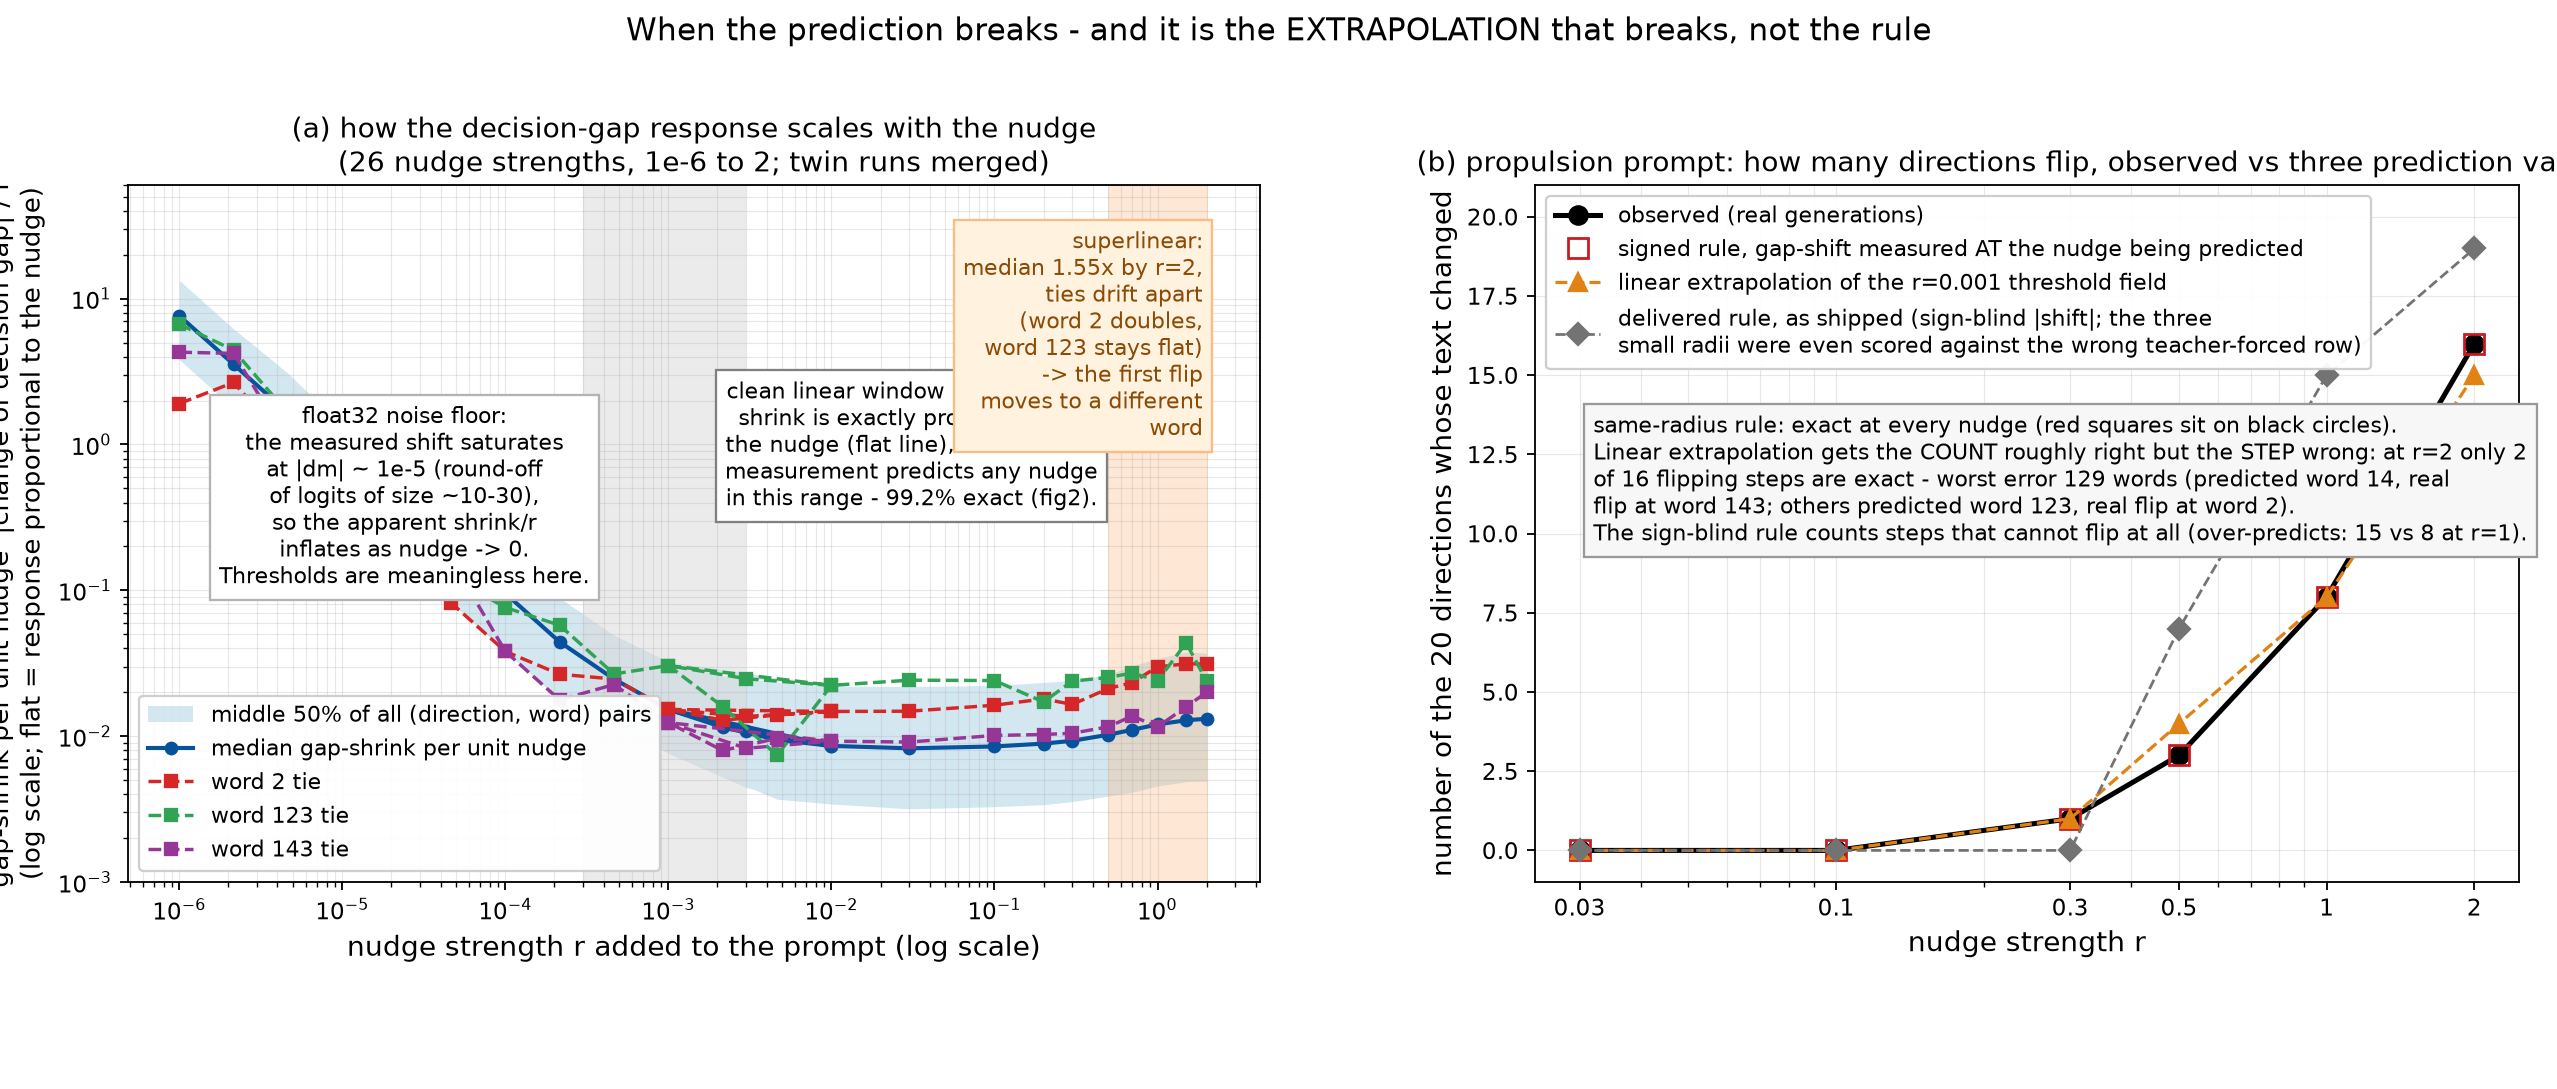 When the prediction breaks - and it is the EXTRAPOLATION that breaks, not the rule
(a) how the decision-gap response scales with the nudge
(26 nudge strengths, 1e-6 to 2; twin runs merged)
gap-shrink per unit nudge |change of decision gap| /
(log scale; flat = response proportional to the nudge)
10¹
10⁰
10⁻¹
10⁻²
10⁻³
superlinear:
median 1.55x by r=2,
ties drift apart
(word 2 doubles,
word 123 stays flat)
-> the first flip
moves to a different
word
clean linear window
shrink is exactly pro
the nudge (flat line),
measurement predicts any nudge
in this range - 99.2% exact (fig2).
float32 noise floor:
the measured shift saturates
at |dm| ~ 1e-5 (round-off
of logits of size ~10-30),
so the apparent shrink/r
inflates as nudge -> 0.
Thresholds are meaningless here.
middle 50% of all (direction, word) pairs
median gap-shrink per unit nudge
word 2 tie
word 123 tie
word 143 tie
10⁻⁶ 10⁻⁵ 10⁻⁴ 10⁻³ 10⁻² 10⁻¹ 10⁰
nudge strength r added to the prompt (log scale)
(b) propulsion prompt: how many directions flip, observed vs three prediction va
number of the 20 directions whose text changed
20.0
17.5
15.0
12.5
10.0
7.5
5.0
2.5
0.0
observed (real generations)
signed rule, gap-shift measured AT the nudge being predicted
linear extrapolation of the r=0.001 threshold field
delivered rule, as shipped (sign-blind |shift|; the three
small radii were even scored against the wrong teacher-forced row)
same-radius rule: exact at every nudge (red squares sit on black circles).
Linear extrapolation gets the COUNT roughly right but the STEP wrong: at r=2 only 2
of 16 flipping steps are exact - worst error 129 words (predicted word 14, real
flip at word 143; others predicted word 123, real flip at word 2).
The sign-blind rule counts steps that cannot flip at all (over-predicts: 15 vs 8 at r=1).
0.03 0.1 0.3 0.5 1 2
nudge strength r